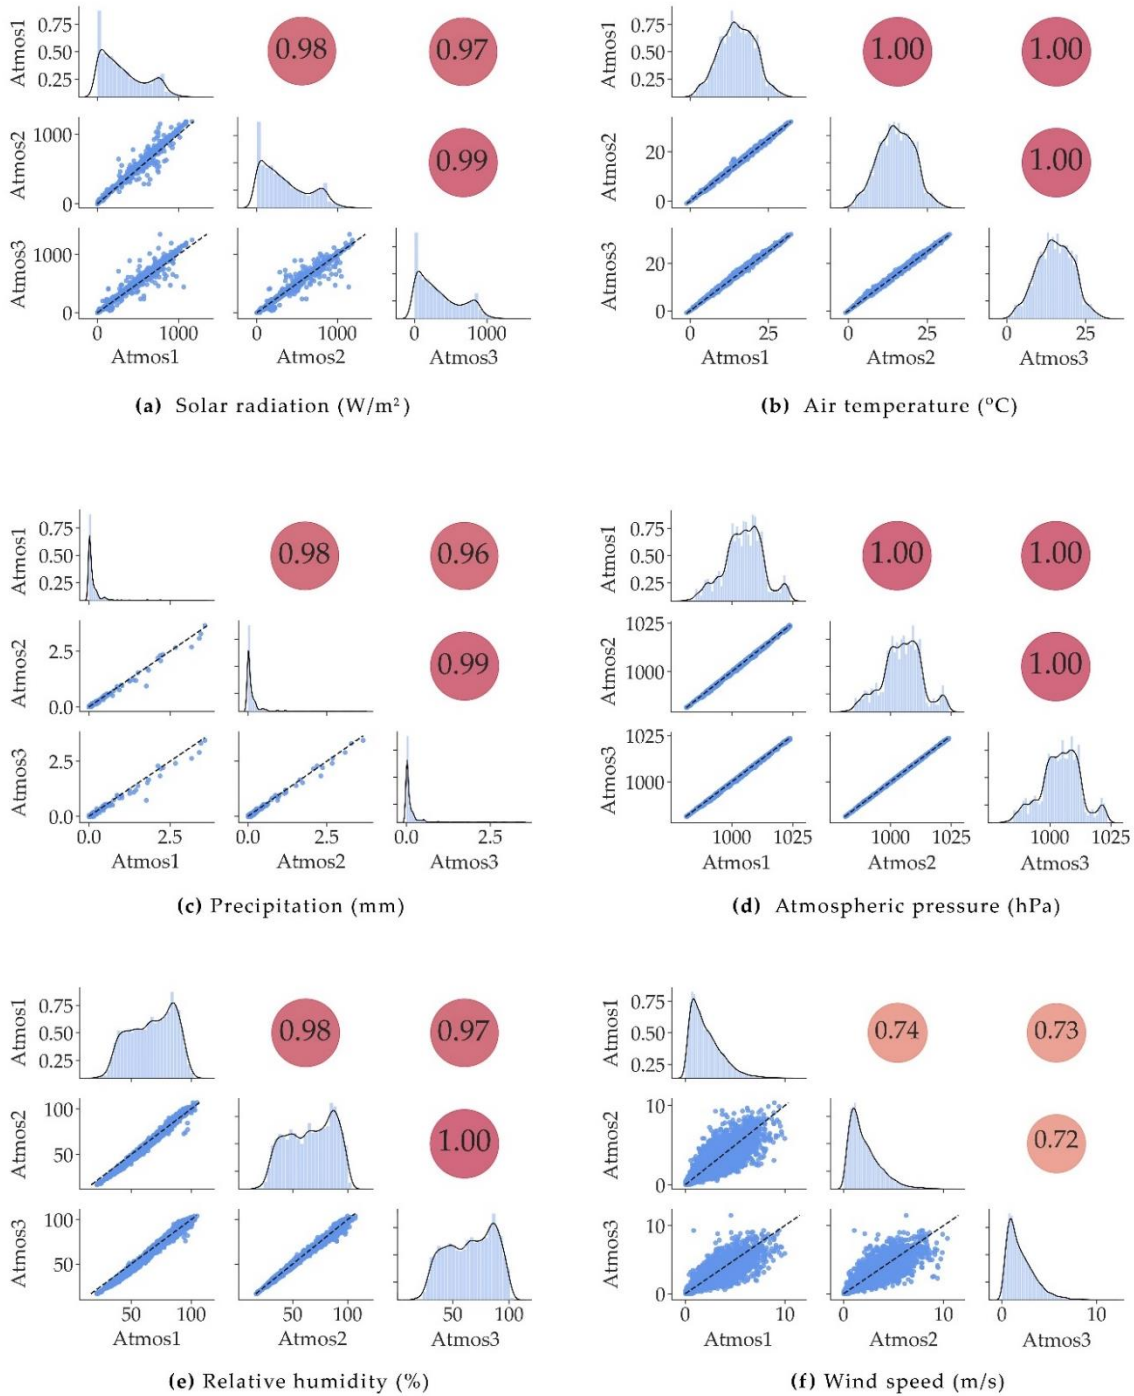 Atmos1 0.75 0.50 0.25 0.98 0.97
Atmos2 1000 0 0.99
Atmos3 1000 0
0 1000 0 1000 0 1000
Atmos1 Atmos2 Atmos3
(a) Solar radiation (W/m²)
Atmos1 0.75 0.50 0.25 1.00 1.00
Atmos2 20 0 1.00
Atmos3 20 0
0 25 0 25 0 25
Atmos1 Atmos2 Atmos3
(b) Air temperature (ºC)
Atmos1 0.75 0.50 0.25 0.98 0.96
Atmos2 2.5 0.0 0.99
Atmos3 2.5 0.0
0.0 2.5 0.0 2.5 0.0 2.5
Atmos1 Atmos2 Atmos3
(c) Precipitation (mm)
Atmos1 0.75 0.50 0.25 1.00 1.00
Atmos2 1025 1000 1.00
Atmos3 1025 1000
1000 1025 1000 1025 1000 1025
Atmos1 Atmos2 Atmos3
(d) Atmospheric pressure (hPa)
Atmos1 0.75 0.50 0.25 0.98 0.97
Atmos2 100 50 1.00
Atmos3 100 50
50 100 50 100 50 100
Atmos1 Atmos2 Atmos3
(e) Relative humidity (%)
Atmos1 0.75 0.50 0.25 0.74 0.73
Atmos2 10 0 0.72
Atmos3 10 0
0 10 0 10 0 10
Atmos1 Atmos2 Atmos3
(f) Wind speed (m/s)